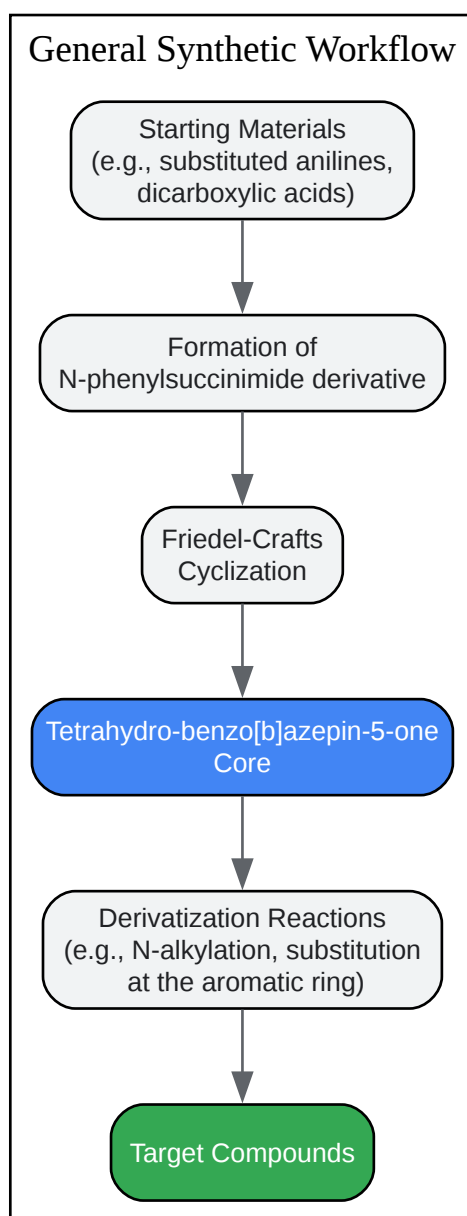 General Synthetic Workflow
Starting Materials
(e.g., substituted anilines,
dicarboxylic acids)
Formation of
N-phenylsuccinimide derivative
Friedel-Crafts
Cyclization
Tetrahydro-benzo[b]azepin-5-one
Core
Derivatization Reactions
(e.g., N-alkylation, substitution
at the aromatic ring)
Target Compounds